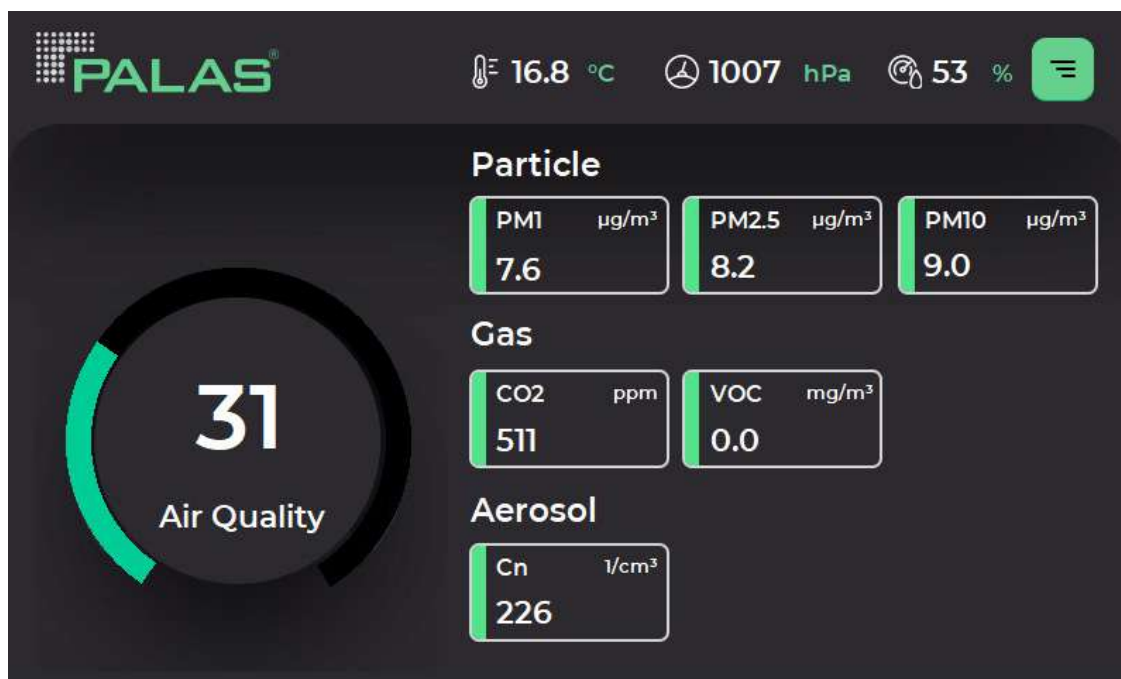 PALAS®
16.8 °C 1007 hPa 53 %
Particle
PM1 µg/m³ PM2.5 µg/m³ PM10 µg/m³
7.6 8.2 9.0
Gas
CO2 ppm VOC mg/m³
511 0.0
31
Air Quality
Aerosol
Cn 1/cm³
226